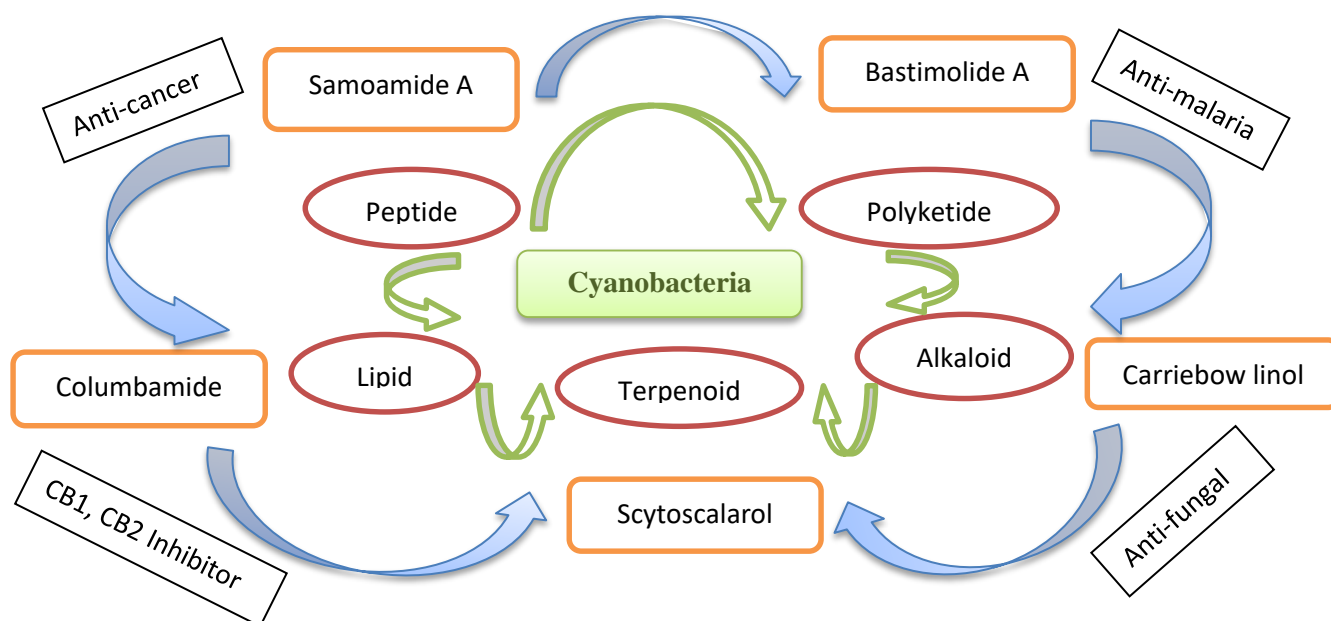 Samoamide A
Bastimolide A
Anti-cancer
Anti-malaria
Peptide
Polyketide
Cyanobacteria
Columbamide
Lipid
Terpenoid
Alkaloid
Carriebow linol
CB1, CB2 Inhibitor
Scytoscalarol
Anti-fungal